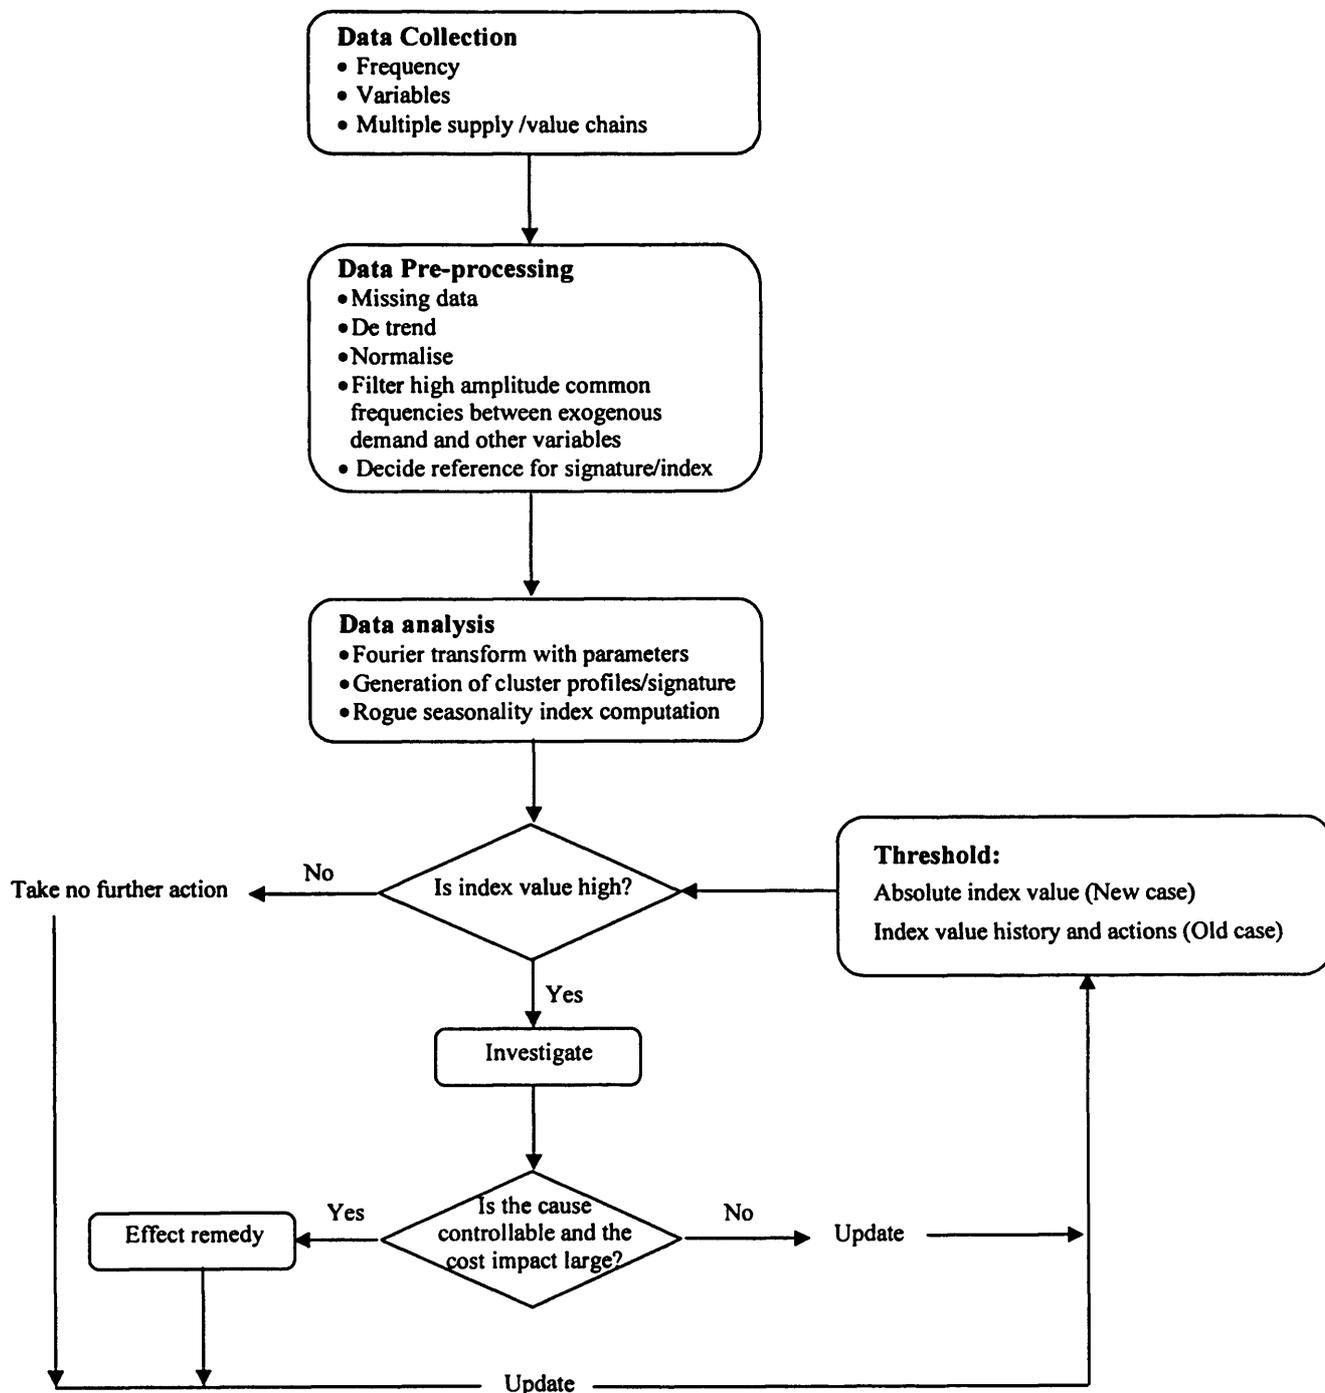 Data Collection
• Frequency
• Variables
• Multiple supply /value chains
Data Pre-processing
• Missing data
• De trend
• Normalise
• Filter high amplitude common
frequencies between exogenous
demand and other variables
• Decide reference for signature/index
Data analysis
• Fourier transform with parameters
• Generation of cluster profiles/signature
• Rogue seasonality index computation
Is index value high?
No
Take no further action
Threshold:
Absolute index value (New case)
Index value history and actions (Old case)
Yes
Investigate
Is the cause
controllable and the
cost impact large?
Yes
Effect remedy
No
Update
Update